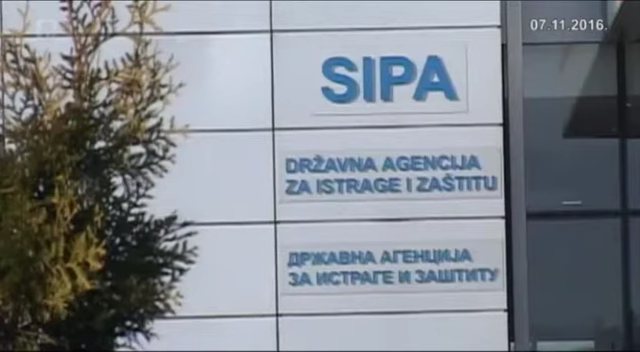 07.11.2016.
SIPA
DRŽAVNA AGENCIJA
ZA ISTRAGE I ZAŠTITU
ДРЖАВНА АГЕНЦИЈА
ЗА ИСТРАГЕ И ЗАШТИТУ